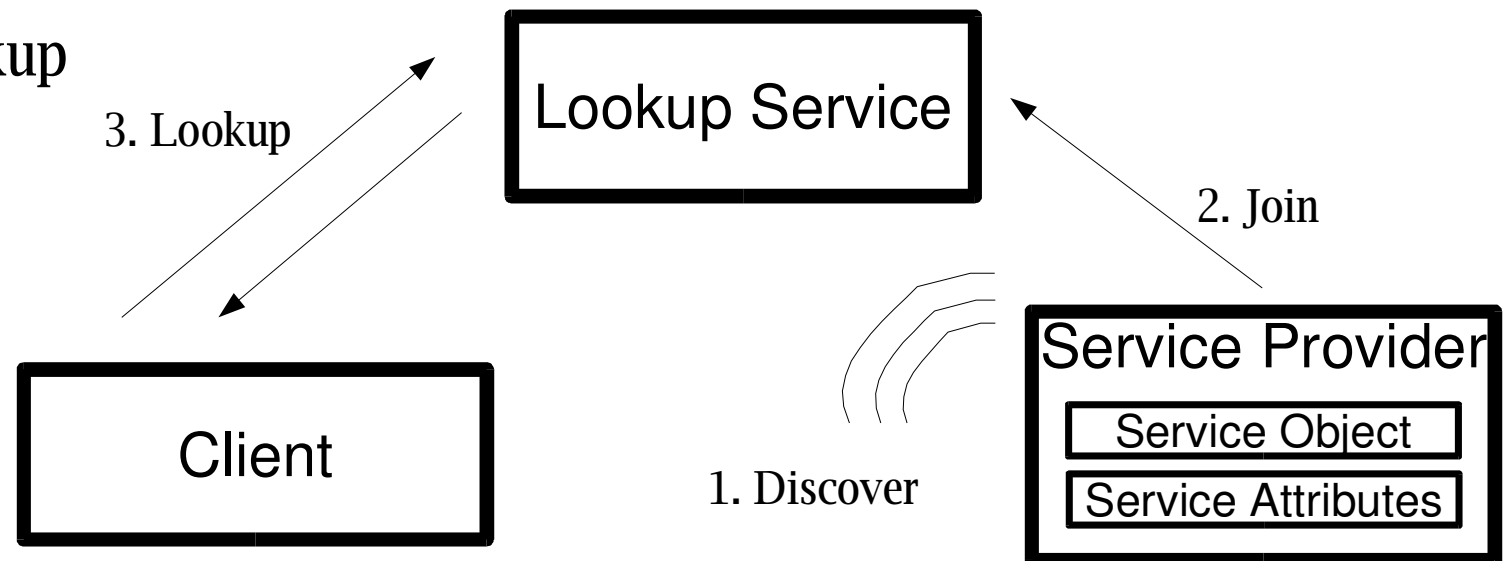 kup
Lookup Service
3. Lookup
2. Join
Service Provider
Service Object
Client
1. Discover
Service Attributes